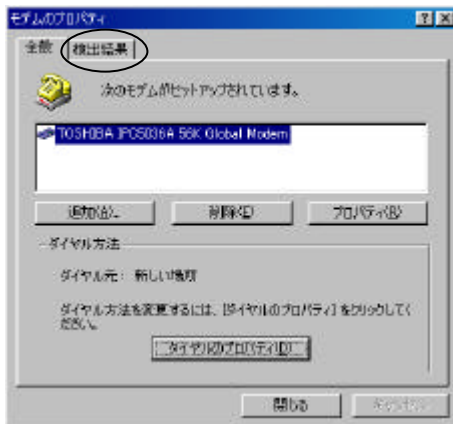 モデムのプロパティ
全般
検出結果
次のモデムがセットアップされています。
TOSHIBA IPC5036A 56K Global Modem
追加(A)...
削除(E)
プロパティ(R)
ダイヤル方法
ダイヤル元： 新しい場所
ダイヤル方法を変更するには、[ダイヤルのプロパティ] をクリックしてく
ださい。
ダイヤルのプロパティ(D)
閉じる
キャンセル